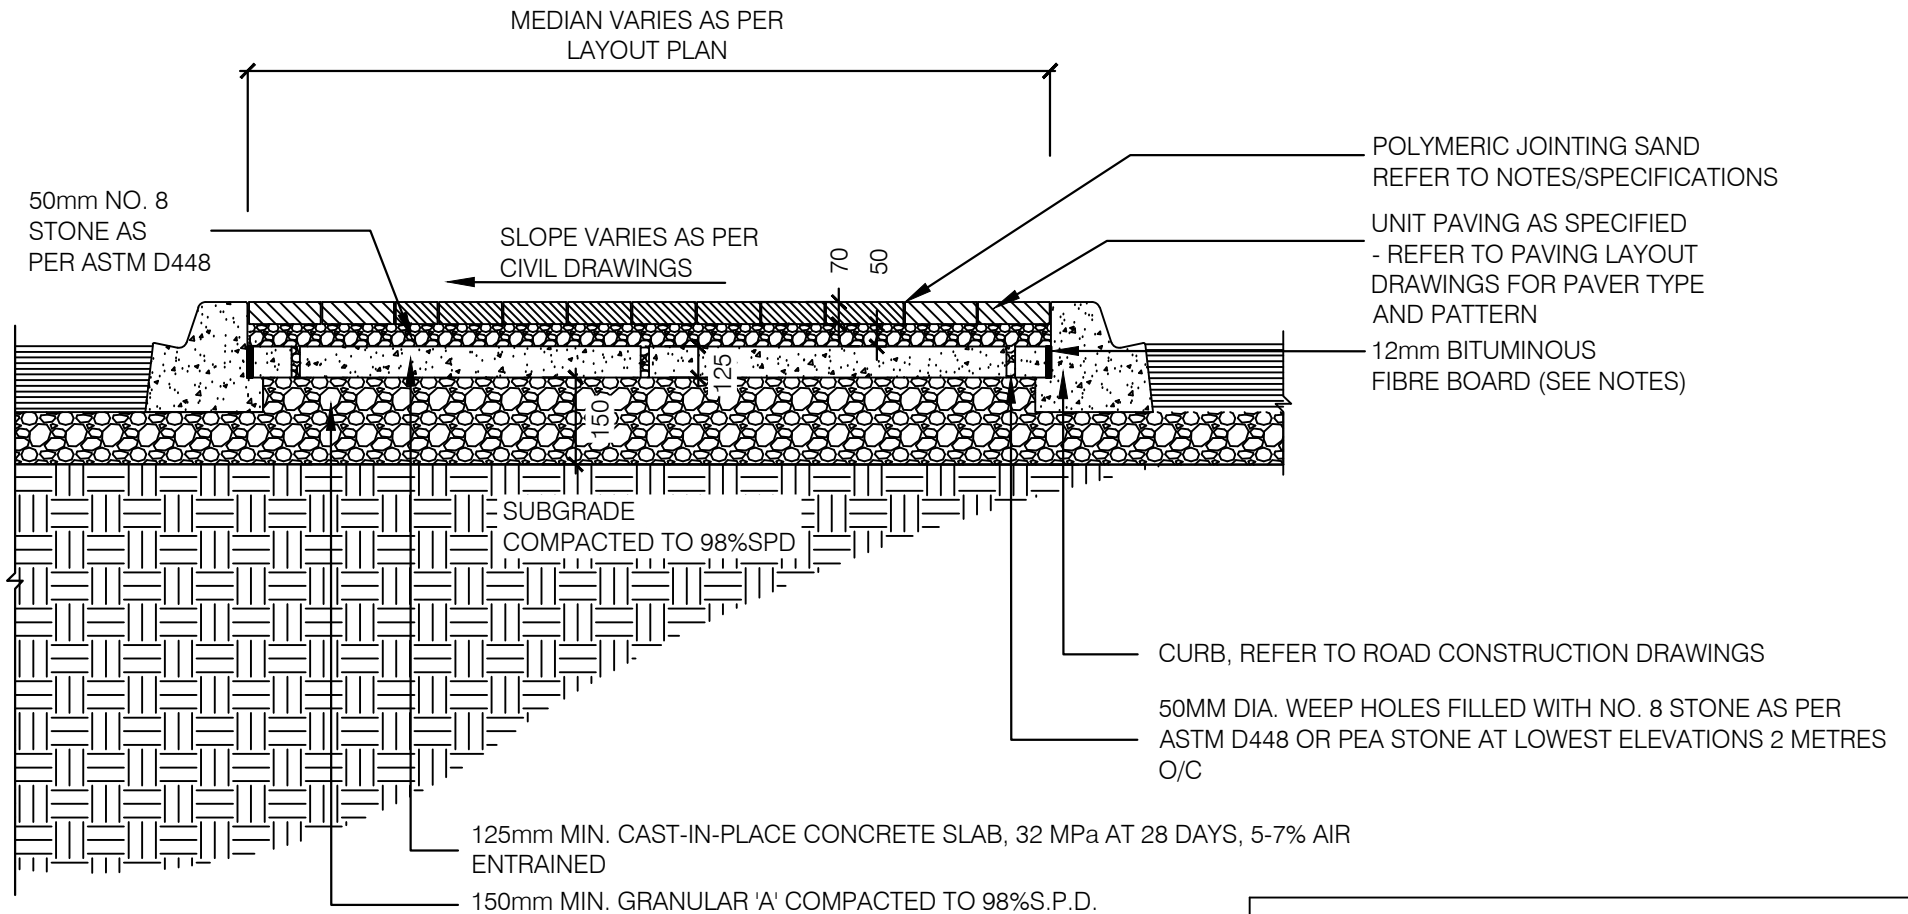 MEDIAN VARIES AS PER
LAYOUT PLAN
50mm NO. 8
STONE AS
PER ASTM D448
SLOPE VARIES AS PER
CIVIL DRAWINGS
70
50
125
150
POLYMERIC JOINTING SAND
REFER TO NOTES/SPECIFICATIONS
UNIT PAVING AS SPECIFIED
- REFER TO PAVING LAYOUT
DRAWINGS FOR PAVER TYPE
AND PATTERN
12mm BITUMINOUS
FIBRE BOARD (SEE NOTES)
SUBGRADE
COMPACTED TO 98%SPD
CURB, REFER TO ROAD CONSTRUCTION DRAWINGS
50MM DIA. WEEP HOLES FILLED WITH NO. 8 STONE AS PER
ASTM D448 OR PEA STONE AT LOWEST ELEVATIONS 2 METRES
O/C
125mm MIN. CAST-IN-PLACE CONCRETE SLAB, 32 MPa AT 28 DAYS, 5-7% AIR
ENTRAINED
150mm MIN. GRANULAR 'A' COMPACTED TO 98%S.P.D.